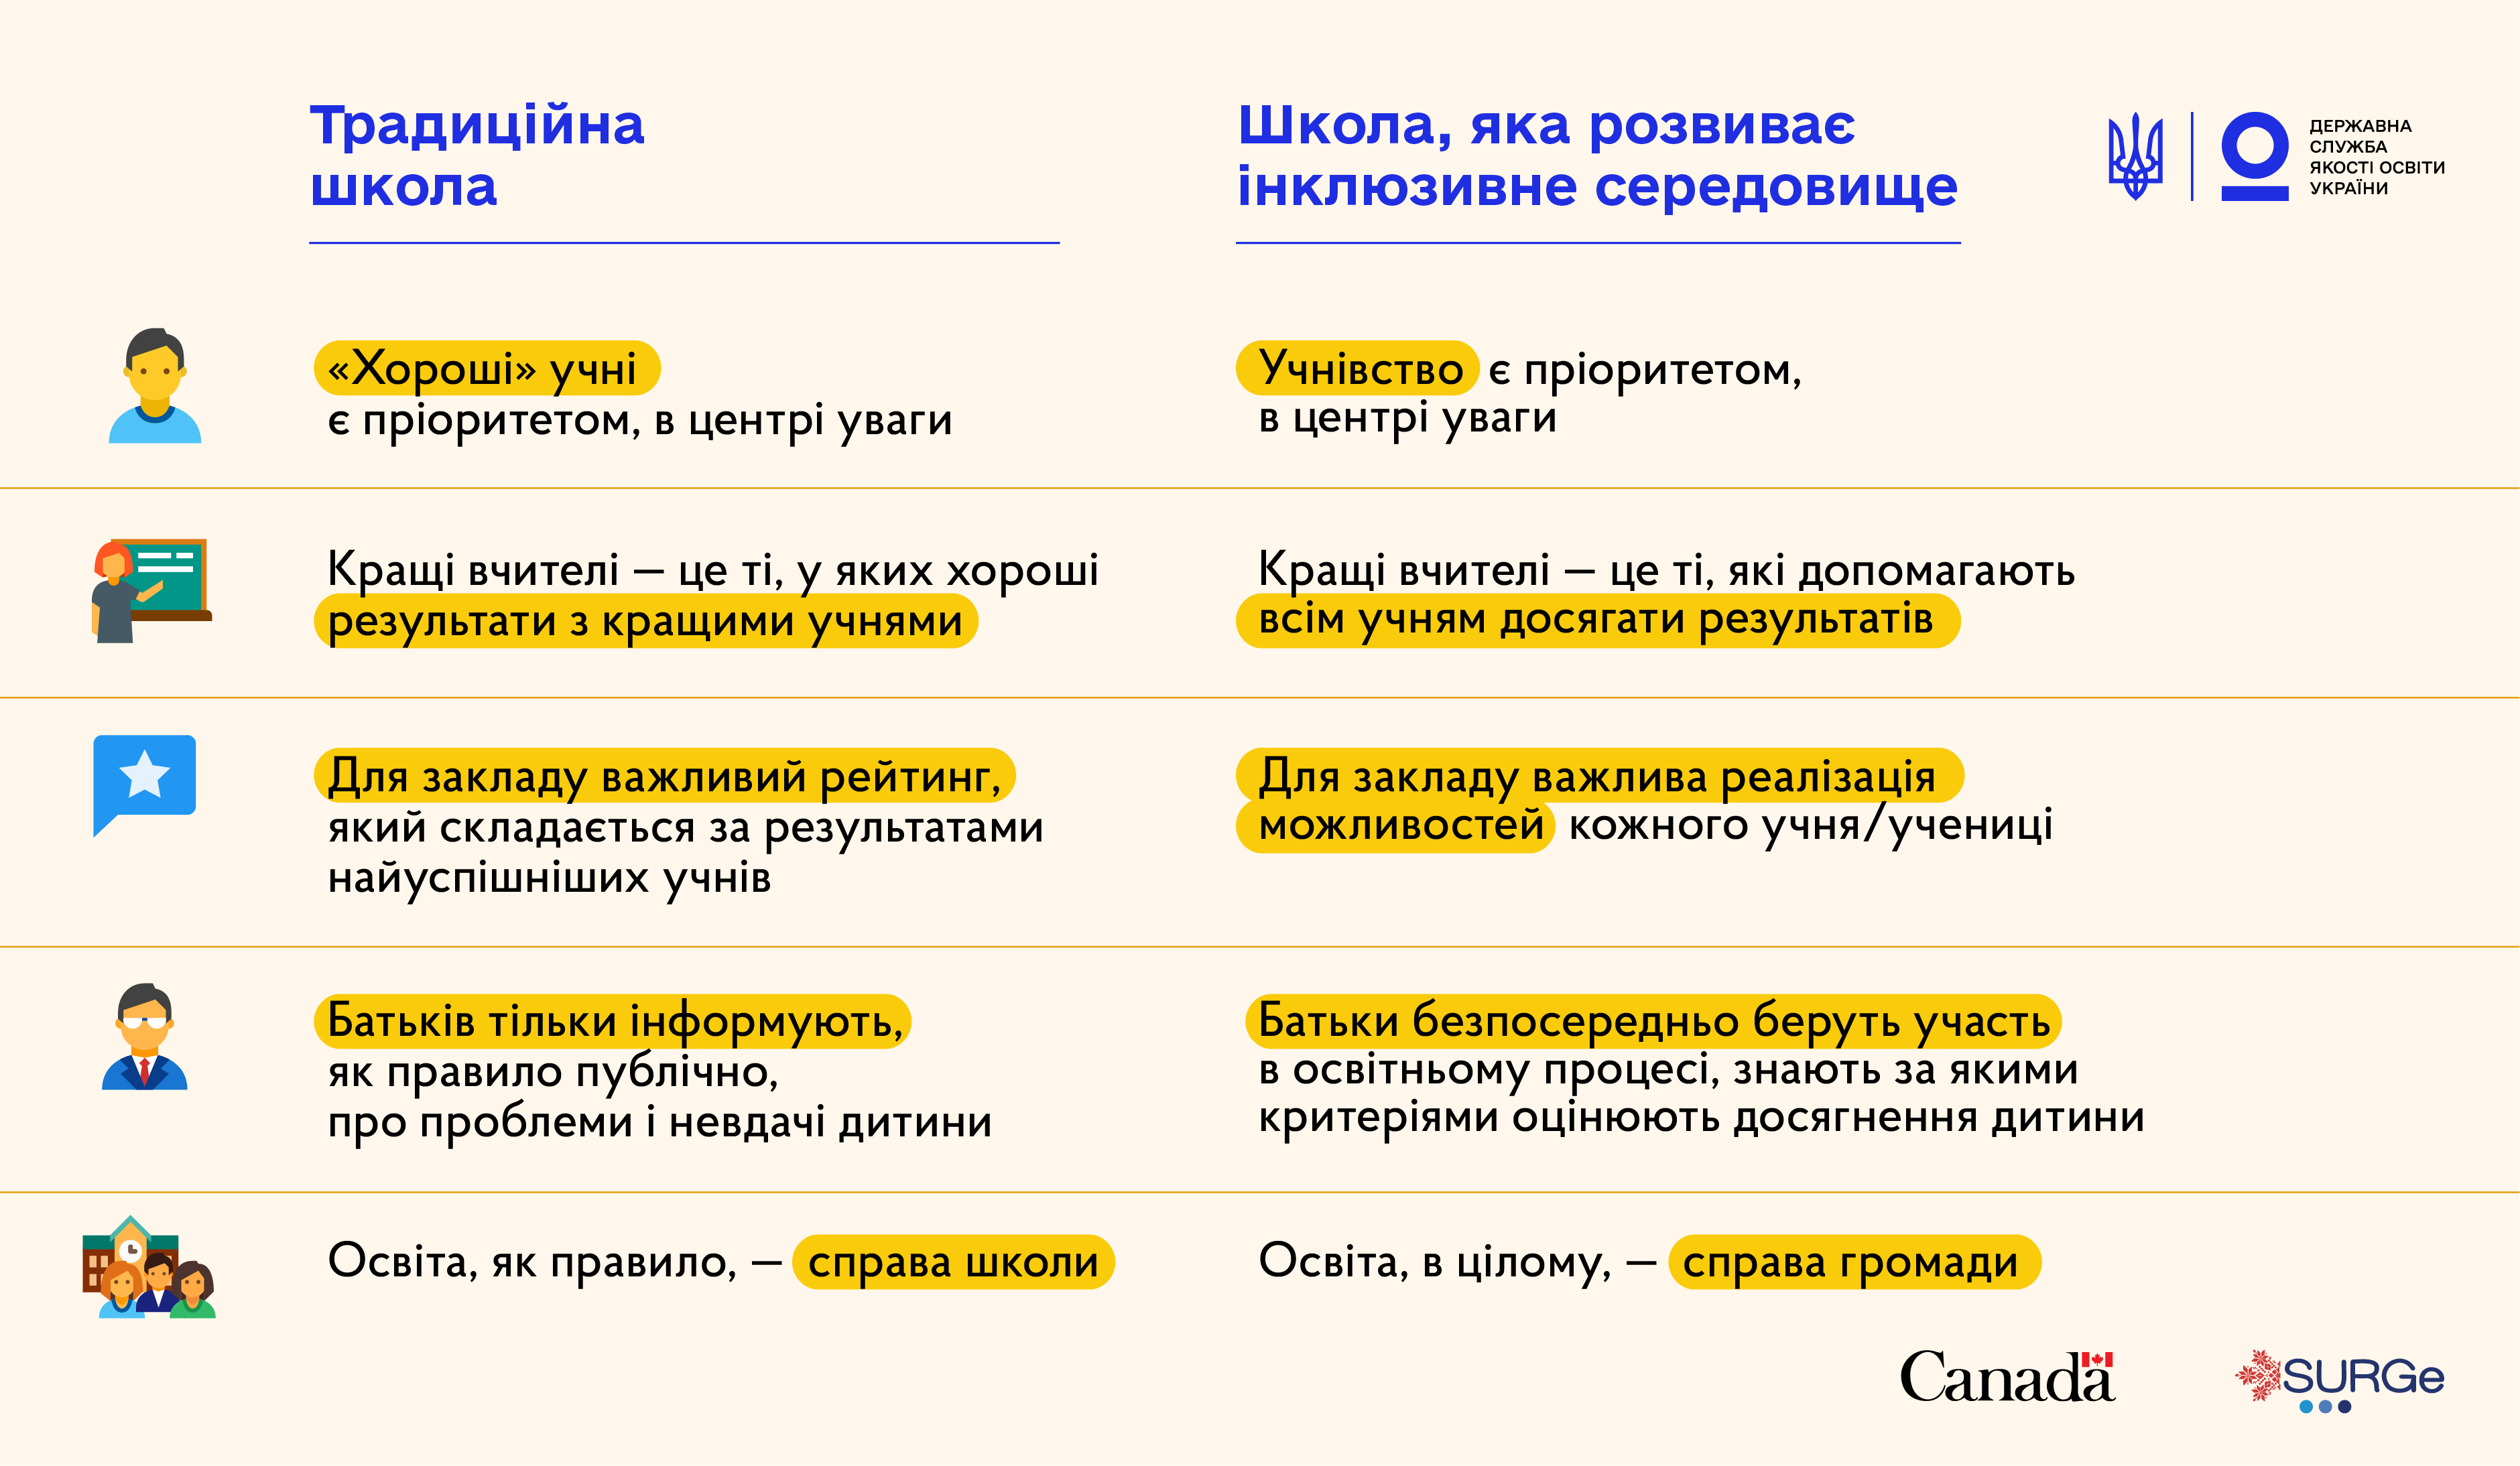 Традиційна
школа
Школа, яка розвиває
інклюзивне середовище
ДЕРЖАВНА
СЛУЖБА
ЯКОСТІ ОСВІТИ
УКРАЇНИ
«Хороші» учні
є пріоритетом, в центрі уваги
Учнівство є пріоритетом,
в центрі уваги
Кращі вчителі — це ті, у яких хороші
результати з кращими учнями
Кращі вчителі — це ті, які допомагають
всім учням досягати результатів
Для закладу важливий рейтинг,
який складається за результатами
найуспішніших учнів
Для закладу важлива реалізація
можливостей кожного учня/учениці
Батьків тільки інформують,
як правило публічно,
про проблеми і невдачі дитини
Батьки безпосередньо беруть участь
в освітньому процесі, знають за якими
критеріями оцінюють досягнення дитини
Освіта, як правило, — справа школи
Освіта, в цілому, — справа громади
Canada
SURGe